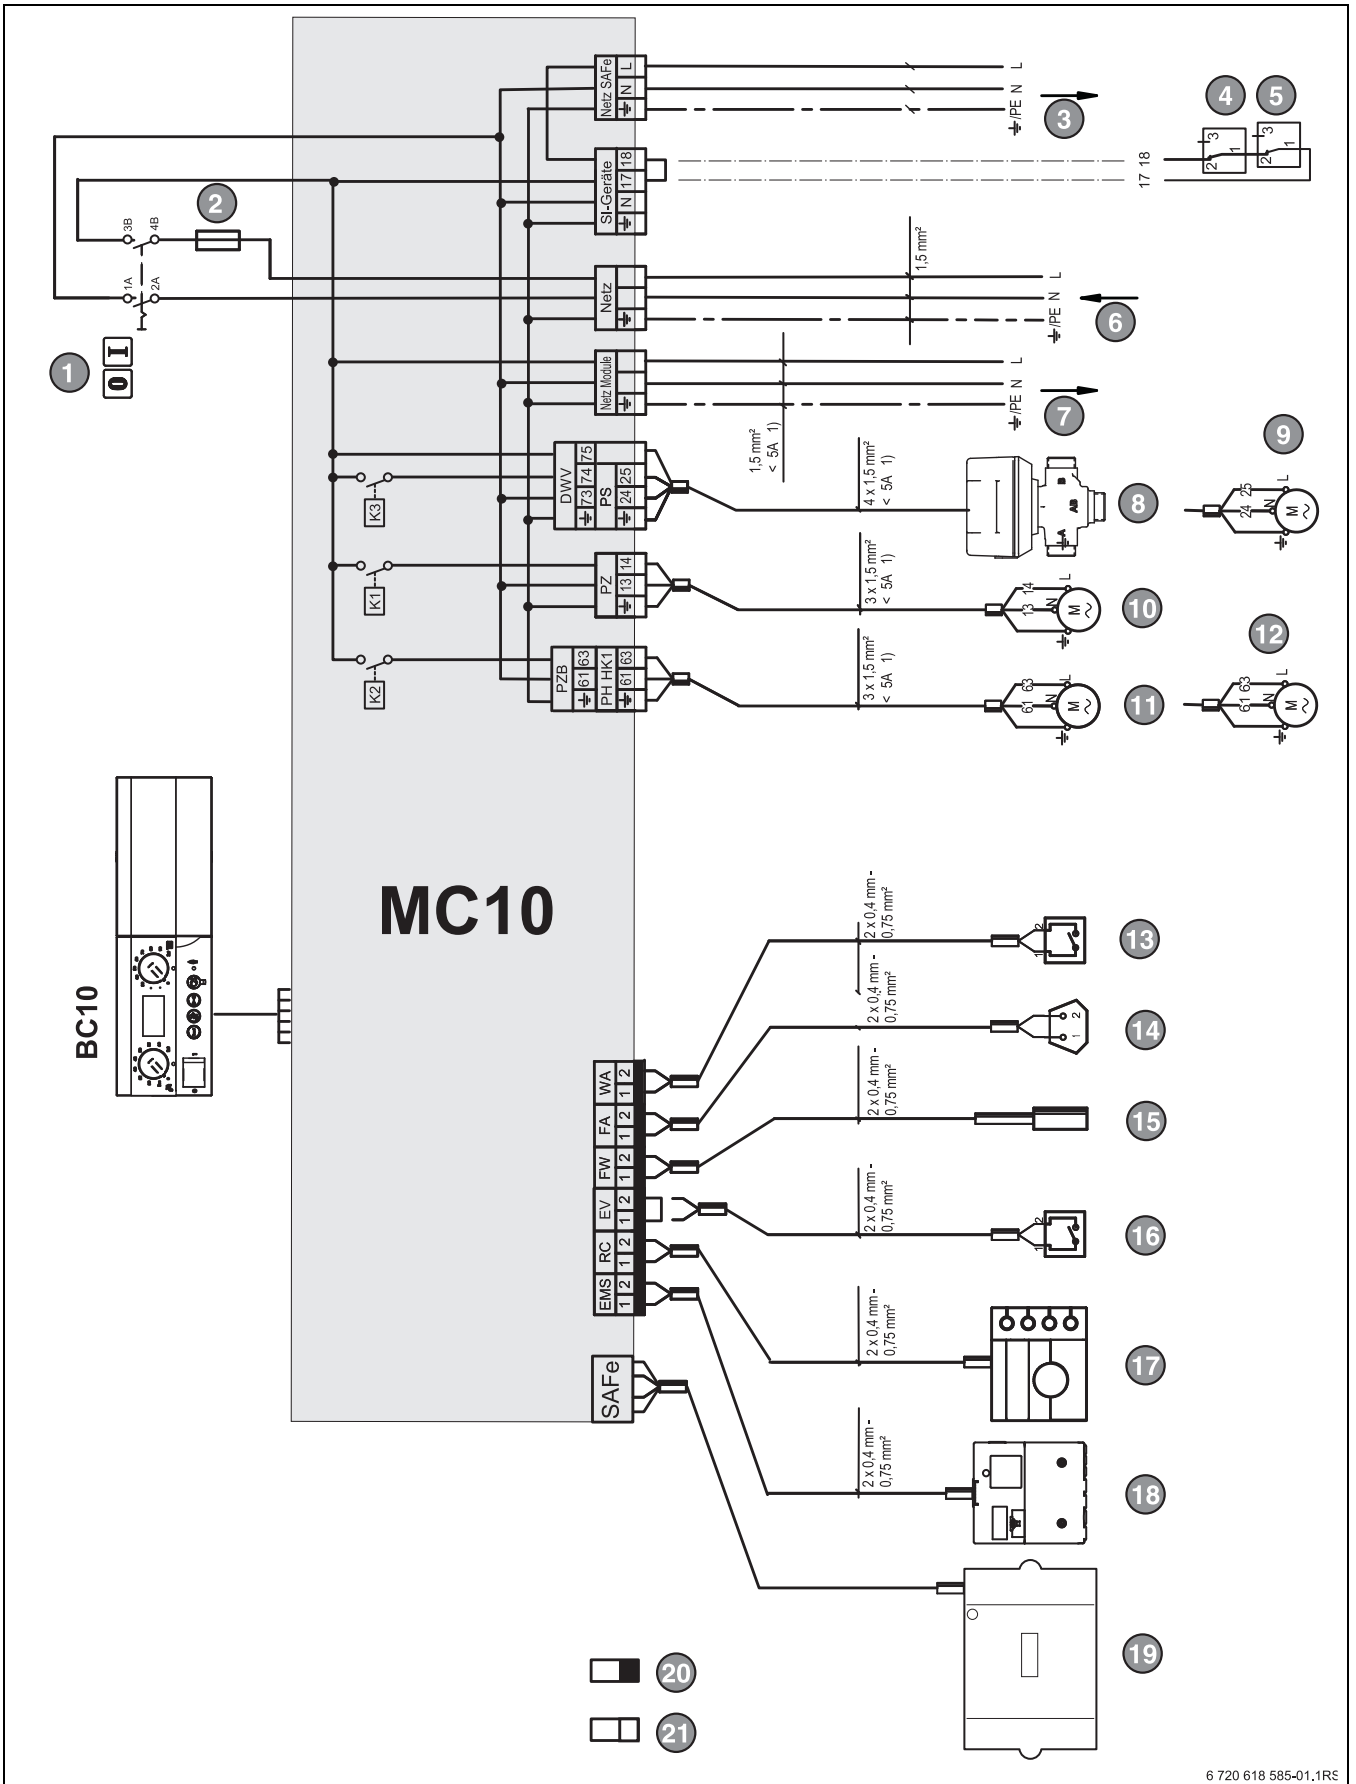 Netz SAFe
L
N
L
N
/PE
3
4
5
3
2
1
3
2
1
SI-Geräte
18
17
N
17 18
2
3B
4B
1A
2A
1
I
0
Netz
1,5 mm²
L
N
/PE
6
Netz Module
L
N
/PE
7
1,5 mm²
< 5A 1)
DWV
75
74
73
PS
25
24
K3
4 x 1,5 mm²
< 5A 1)
B
AB
A
8
9
25
24
L
N
M
PZ
14
13
K1
3 x 1,5 mm²
< 5A 1)
14
13
L
N
M
10
PZB
63
61
PH HK1
63
61
K2
3 x 1,5 mm²
< 5A 1)
63
61
L
N
M
11
12
63
61
L
N
M
MC10
BC10
WA
1 2
2 x 0,4 mm -
0,75 mm²
1
2
13
FA
1 2
2 x 0,4 mm -
0,75 mm²
1
2
14
FW
1 2
2 x 0,4 mm -
0,75 mm²
15
EV
1 2
2 x 0,4 mm -
0,75 mm²
1
2
16
RC
1 2
2 x 0,4 mm -
0,75 mm²
17
EMS
1 2
2 x 0,4 mm -
0,75 mm²
18
SAFe
19
20
21
6 720 618 585-01.1RS